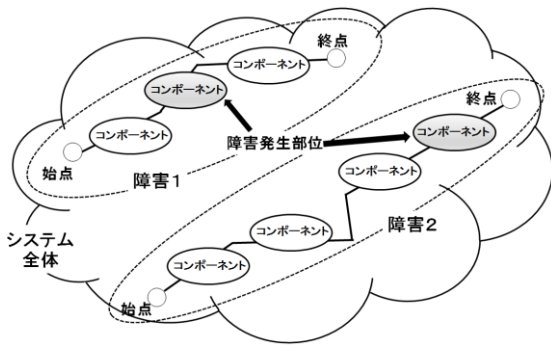 終点
コンポーネント
コンポーネント
コンポーネント
始点
障害1
障害発生部位
終点
コンポーネント
コンポーネント
コンポーネント
コンポーネント
始点
障害2
システム
全体